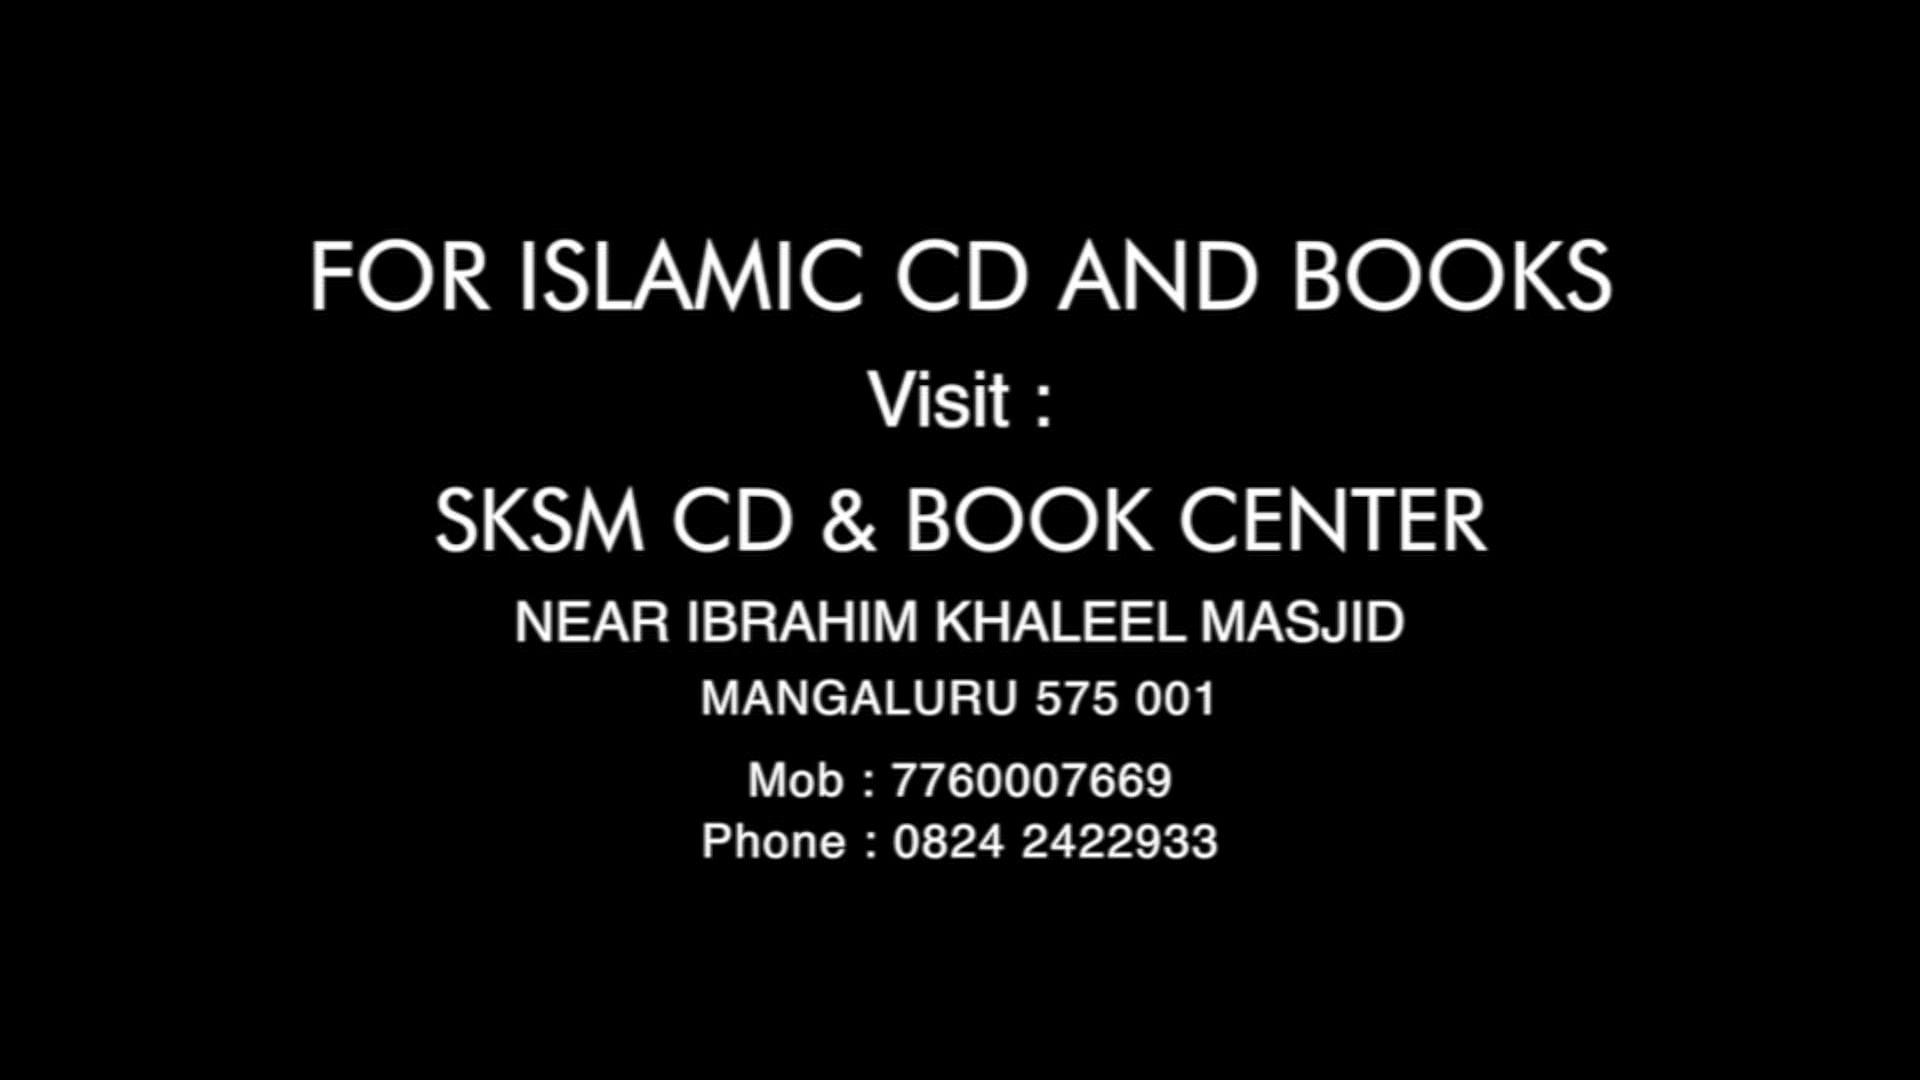 FOR ISLAMIC CD AND BOOKS
Visit :
SKSM CD & BOOK CENTER
NEAR IBRAHIM KHALEEL MASJID
MANGALURU 575 001
Mob : 7760007669
Phone : 0824 2422933